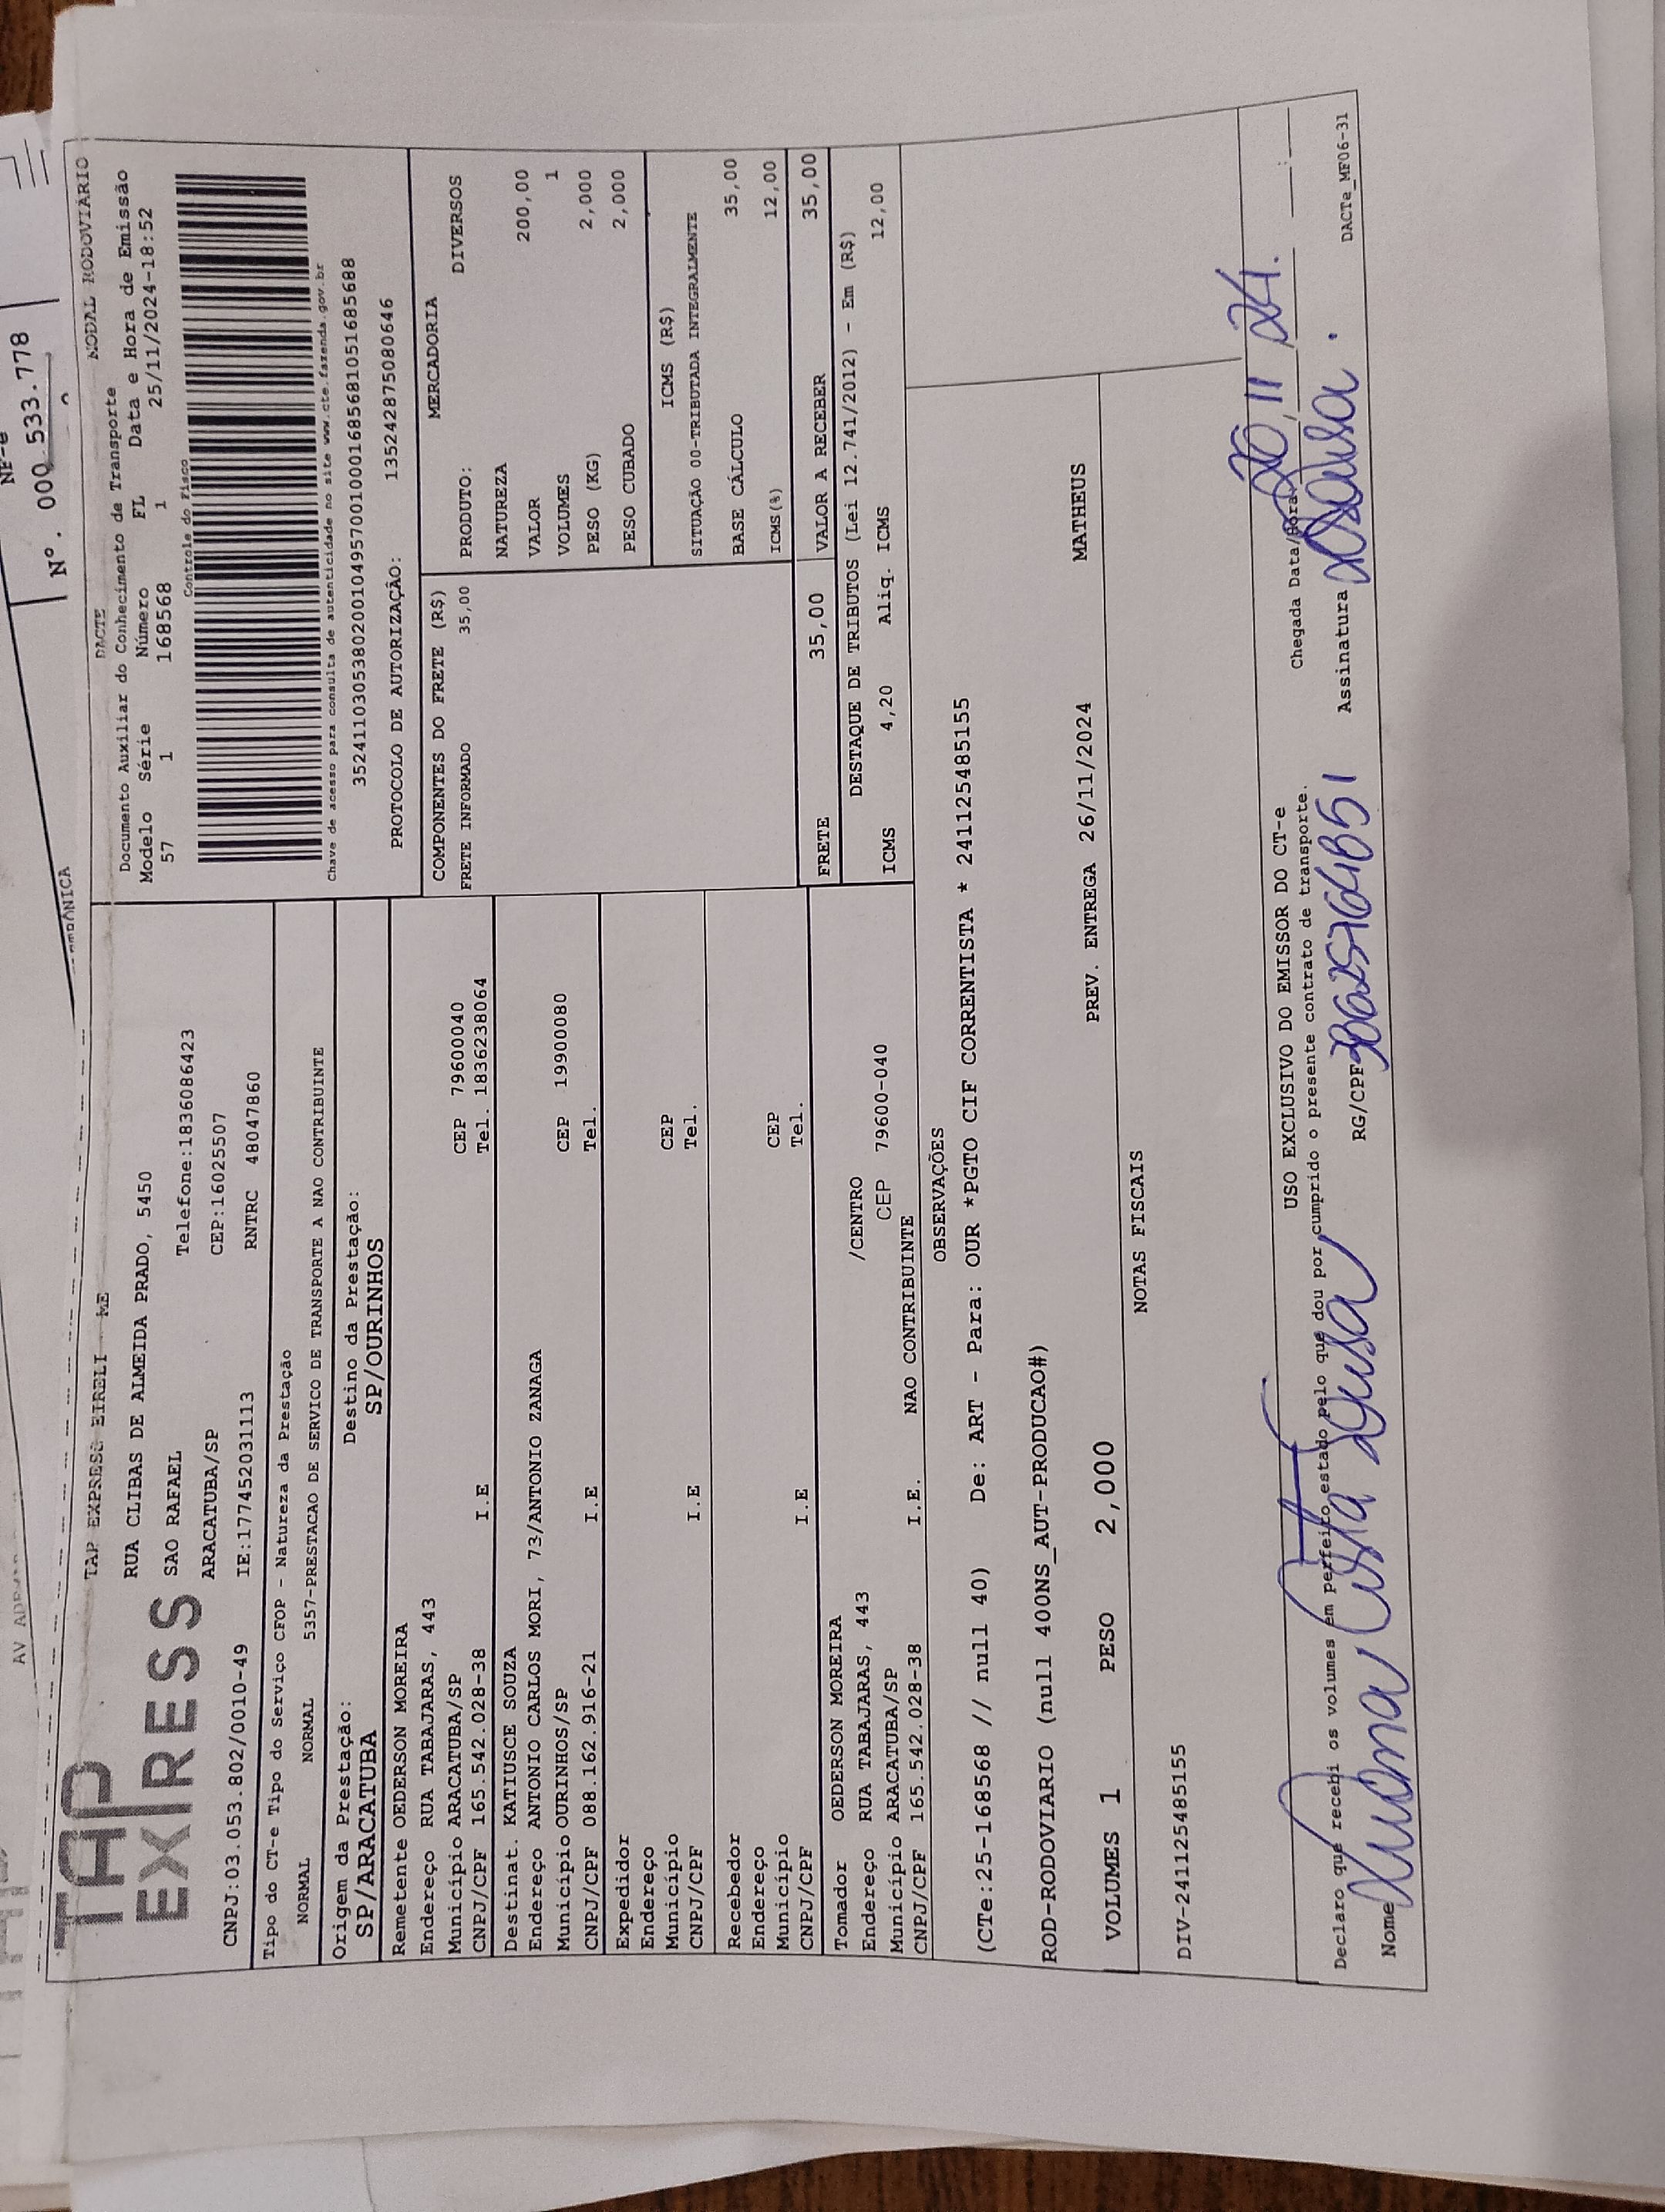 NF-e
Nº. 000.533.778
TAP
EXPRESS
TAP EXPRESS EIRELI ME
RUA CLIBAS DE ALMEIDA PRADO, 5450
SAO RAFAEL Telefone:1836086423
ARACATUBA/SP CEP:16025507
CNPJ:03.053.802/0010-49 IE:177452031113 RNTRC 48047860
DACTE MODAL RODOVIÁRIO
Documento Auxiliar do Conhecimento de Transporte
Modelo Série Número FL Data e Hora de Emissão
57 1 168568 1 25/11/2024-18:52
Controle do Fisco
Chave de acesso para consulta de autenticidade no site www.cte.fazenda.gov.br
35241103053802001049570010001685681051685688
PROTOCOLO DE AUTORIZAÇÃO: 135242875080646
Tipo do CT-e Tipo do Serviço CFOP - Natureza da Prestação
NORMAL NORMAL 5357-PRESTACAO DE SERVICO DE TRANSPORTE A NAO CONTRIBUINTE
Origem da Prestação: Destino da Prestação:
SP/ARACATUBA SP/OURINHOS
Remetente OEDERSON MOREIRA
Endereço RUA TABAJARAS, 443
Município ARACATUBA/SP CEP 79600040
CNPJ/CPF 165.542.028-38 I.E Tel. 1836238064
Destinat. KATIUSCE SOUZA
Endereço ANTONIO CARLOS MORI, 73/ANTONIO ZANAGA
Município OURINHOS/SP CEP 19900080
CNPJ/CPF 088.162.916-21 I.E Tel.
Expedidor
Endereço
Município CEP
CNPJ/CPF I.E Tel.
Recebedor
Endereço
Município CEP
CNPJ/CPF I.E Tel.
Tomador OEDERSON MOREIRA
Endereço RUA TABAJARAS, 443 /CENTRO
Município ARACATUBA/SP CEP 79600-040
CNPJ/CPF 165.542.028-38 I.E. NAO CONTRIBUINTE
COMPONENTES DO FRETE (R$)
FRETE INFORMADO 35,00
MERCADORIA
PRODUTO: DIVERSOS
NATUREZA
VALOR 200,00
VOLUMES 1
PESO (KG) 2,000
PESO CUBADO 2,000
ICMS (R$)
SITUAÇÃO 00-TRIBUTADA INTEGRALMENTE
BASE CÁLCULO 35,00
ICMS(%) 12,00
FRETE 35,00 VALOR A RECEBER 35,00
DESTAQUE DE TRIBUTOS (Lei 12.741/2012) - Em (R$)
ICMS 4,20 Aliq. ICMS 12,00
OBSERVAÇÕES
(CTe:25-168568 // null 40) De: ART - Para: OUR *PGTO CIF CORRENTISTA * 241125485155
ROD-RODOVIARIO (null 400NS_AUT-PRODUCAO#)
VOLUMES 1 PESO 2,000 PREV. ENTREGA 26/11/2024 MATHEUS
NOTAS FISCAIS
DIV-241125485155
USO EXCLUSIVO DO EMISSOR DO CT-e
Declaro que recebi os volumes em perfeito estado pelo que dou por cumprido o presente contrato de transporte.
Chegada Data/Hora 26/11/24.
Nome Costa Sousa RG/CPF Assinatura
DACTe_MF06-31